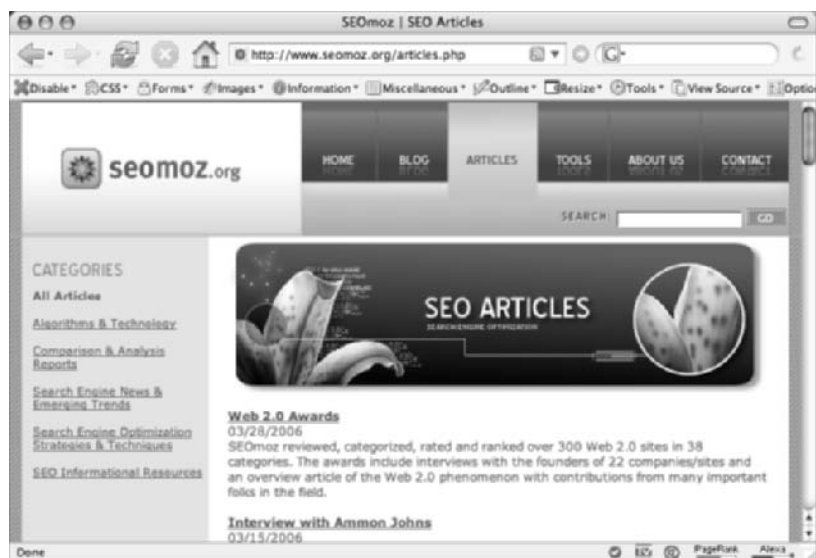 SEOmoz | SEO Articles
http://www.seomoz.org/articles.php
G
Disable CSS Forms Images Information Miscellaneous Outline Resize Tools View Source Optio
seomoz.org
HOME BLOG ARTICLES TOOLS ABOUT US CONTACT
SEARCH: GO
CATEGORIES
All Articles
Algorithms & Technology
Comparison & Analysis
Reports
Search Engine News &
Emerging Trends
Search Engine Optimization
Strategies & Techniques
SEO Informational Resources
SEO ARTICLES
SEARCH ENGINE OPTIMIZATION
Web 2.0 Awards
03/28/2006
SEOmoz reviewed, categorized, rated and ranked over 300 Web 2.0 sites in 38
categories. The awards include interviews with the founders of 22 companies/sites and
an overview article of the Web 2.0 phenomenon with contributions from many important
folks in the field.
Interview with Ammon Johns
03/15/2006
Done PageRank Alexa